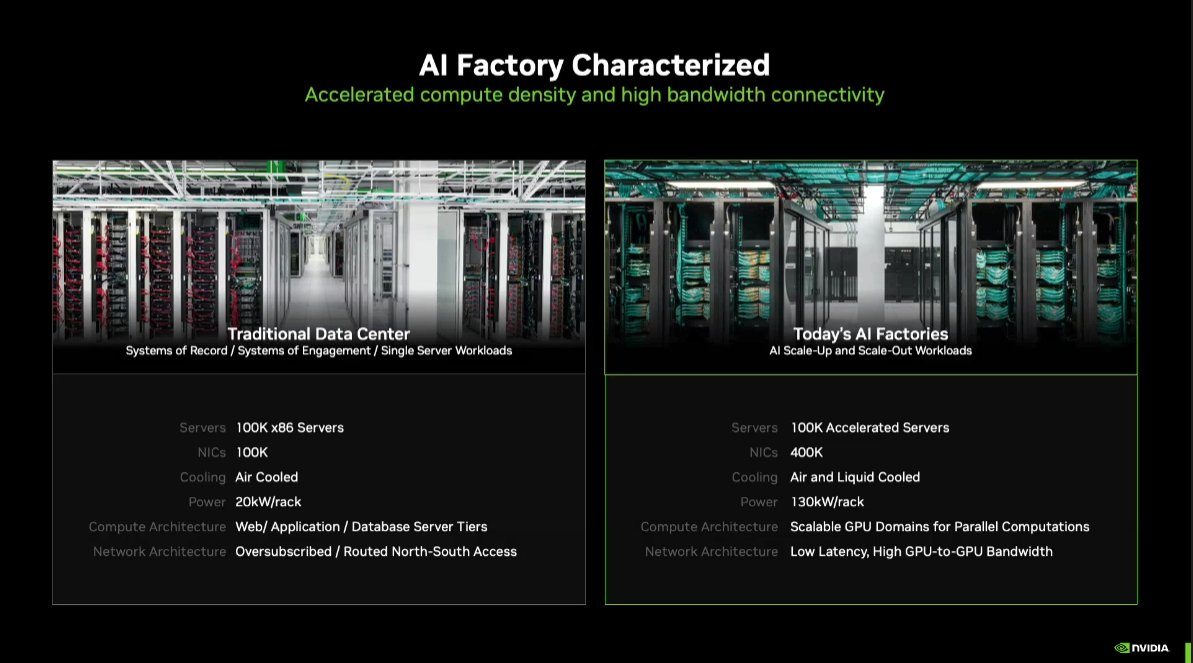 AI Factory Characterized
Accelerated compute density and high bandwidth connectivity
Traditional Data Center
Systems of Record / Systems of Engagement / Single Server Workloads
Servers 100K x86 Servers
NICs 100K
Cooling Air Cooled
Power 20kW/rack
Compute Architecture Web/ Application / Database Server Tiers
Network Architecture Oversubscribed / Routed North-South Access
Today's AI Factories
AI Scale-Up and Scale-Out Workloads
Servers 100K Accelerated Servers
NICs 400K
Cooling Air and Liquid Cooled
Power 130kW/rack
Compute Architecture Scalable GPU Domains for Parallel Computations
Network Architecture Low Latency, High GPU-to-GPU Bandwidth
NVIDIA